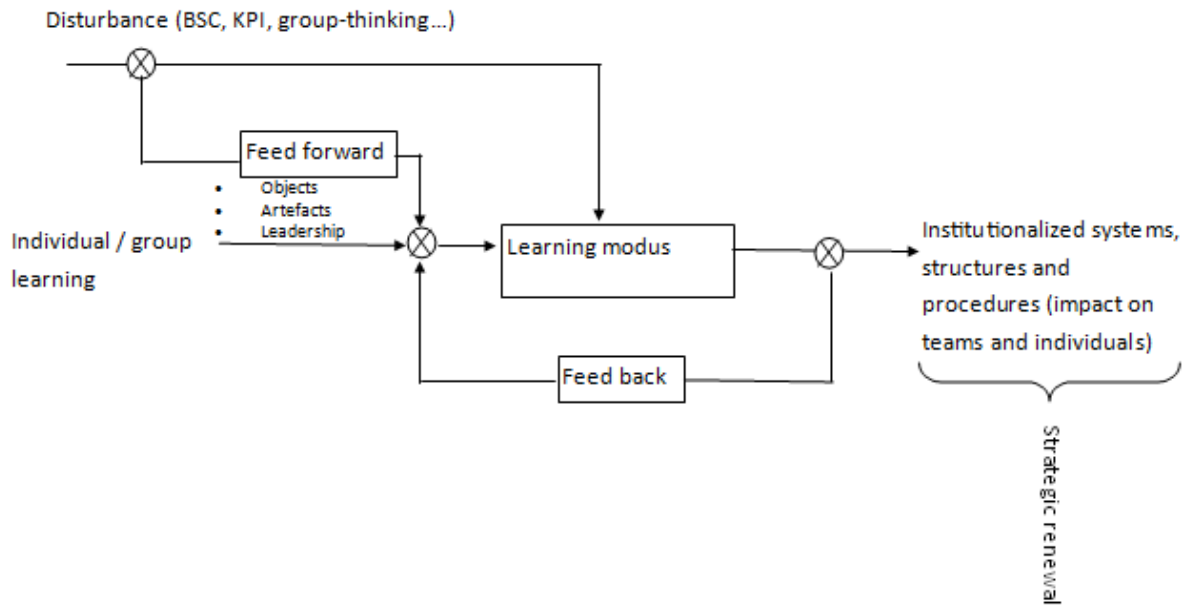 Disturbance (BSC, KPI, group-thinking…)
Feed forward
• Objects
• Artefacts
• Leadership
Individual / group
learning
Learning modus
Institutionalized systems,
structures and
procedures (impact on
teams and individuals)
Feed back
Strategic renewal